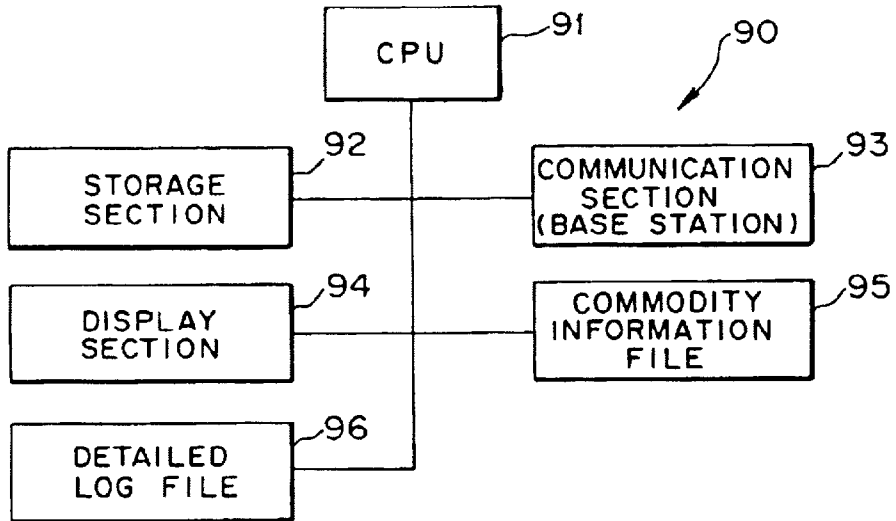 CPU
91
90
STORAGE
SECTION
92
COMMUNICATION
SECTION
(BASE STATION)
93
DISPLAY
SECTION
94
COMMODITY
INFORMATION
FILE
95
DETAILED
LOG FILE
96